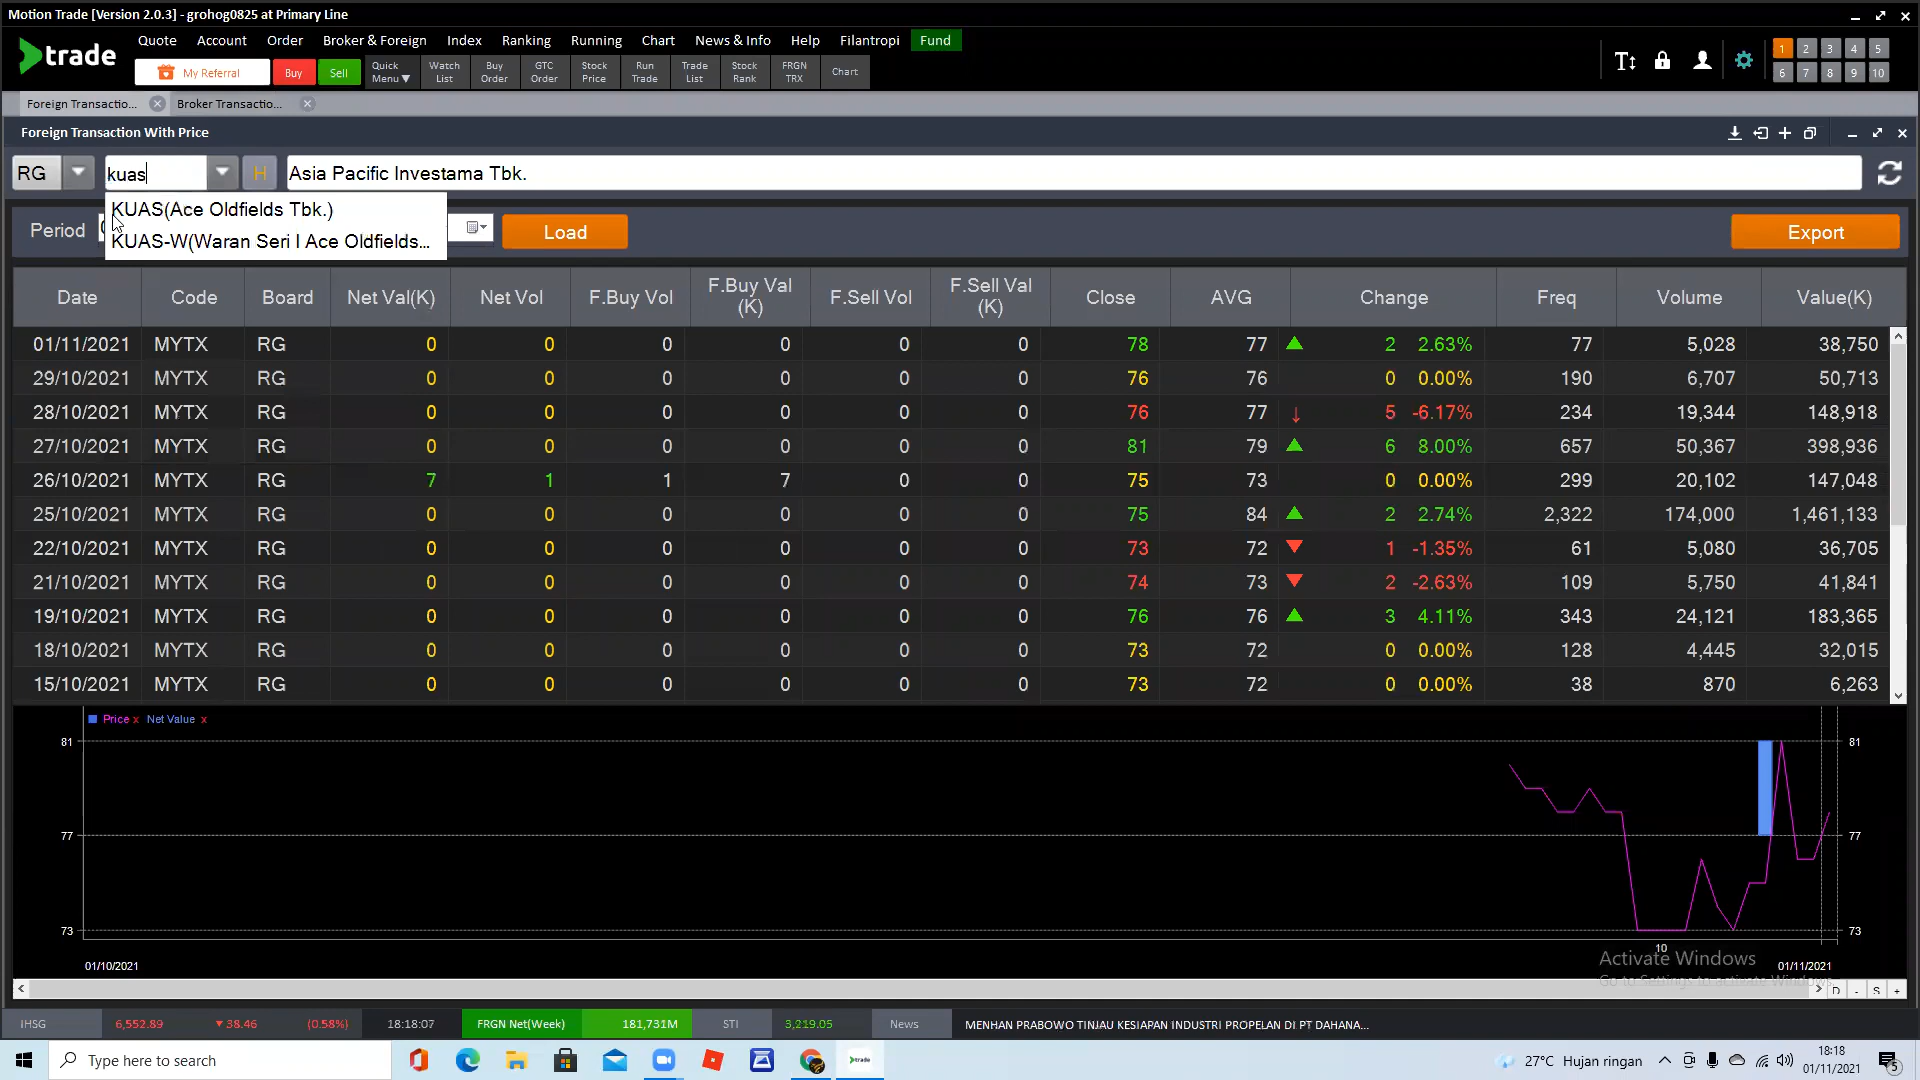 Motion Trade [Version 2.0.3] - grohog0825 at Primary Line
trade
Quote Account Order Broker & Foreign Index Ranking Running Chart News & Info Help Filantropi Fund
My Referral Buy Sell
Quick Menu ▼
Watch List
Buy Order
GTC Order
Stock Price
Run Trade
Trade List
Stock Rank
FRGN TRX
Chart
1 2 3 4 5
6 7 8 9 10
Foreign Transactio... Broker Transactio...
Foreign Transaction With Price
RG kuas H Asia Pacific Investama Tbk.
KUAS(Ace Oldfields Tbk.)
KUAS-W(Waran Seri I Ace Oldfields...
Period Load Export
Date Code Board Net Val(K) Net Vol F.Buy Vol F.Buy Val (K) F.Sell Vol F.Sell Val (K) Close AVG Change Freq Volume Value(K)
01/11/2021 MYTX RG 0 0 0 0 0 0 78 77 ▲ 2 2.63% 77 5,028 38,750
29/10/2021 MYTX RG 0 0 0 0 0 0 76 76 0 0.00% 190 6,707 50,713
28/10/2021 MYTX RG 0 0 0 0 0 0 76 77 ↓ 5 -6.17% 234 19,344 148,918
27/10/2021 MYTX RG 0 0 0 0 0 0 81 79 ▲ 6 8.00% 657 50,367 398,936
26/10/2021 MYTX RG 7 1 1 7 0 0 75 73 0 0.00% 299 20,102 147,048
25/10/2021 MYTX RG 0 0 0 0 0 0 75 84 ▲ 2 2.74% 2,322 174,000 1,461,133
22/10/2021 MYTX RG 0 0 0 0 0 0 73 72 ▼ 1 -1.35% 61 5,080 36,705
21/10/2021 MYTX RG 0 0 0 0 0 0 74 73 ▼ 2 -2.63% 109 5,750 41,841
19/10/2021 MYTX RG 0 0 0 0 0 0 76 76 ▲ 3 4.11% 343 24,121 183,365
18/10/2021 MYTX RG 0 0 0 0 0 0 73 72 0 0.00% 128 4,445 32,015
15/10/2021 MYTX RG 0 0 0 0 0 0 73 72 0 0.00% 38 870 6,263
Price x Net Value x
81 81
77 77
73 73
10
01/10/2021 01/11/2021
Activate Windows
Go to Settings to activate Windows.
D - S +
IHSG 6,552.89 ▼ 38.46 (0.58%) 18:18:07 FRGN Net(Week) 181,731M STI 3,219.05 News MENHAN PRABOWO TINJAU KESIAPAN INDUSTRI PROPELAN DI PT DAHANA...
Type here to search
trade
27°C Hujan ringan
18:18
01/11/2021
5